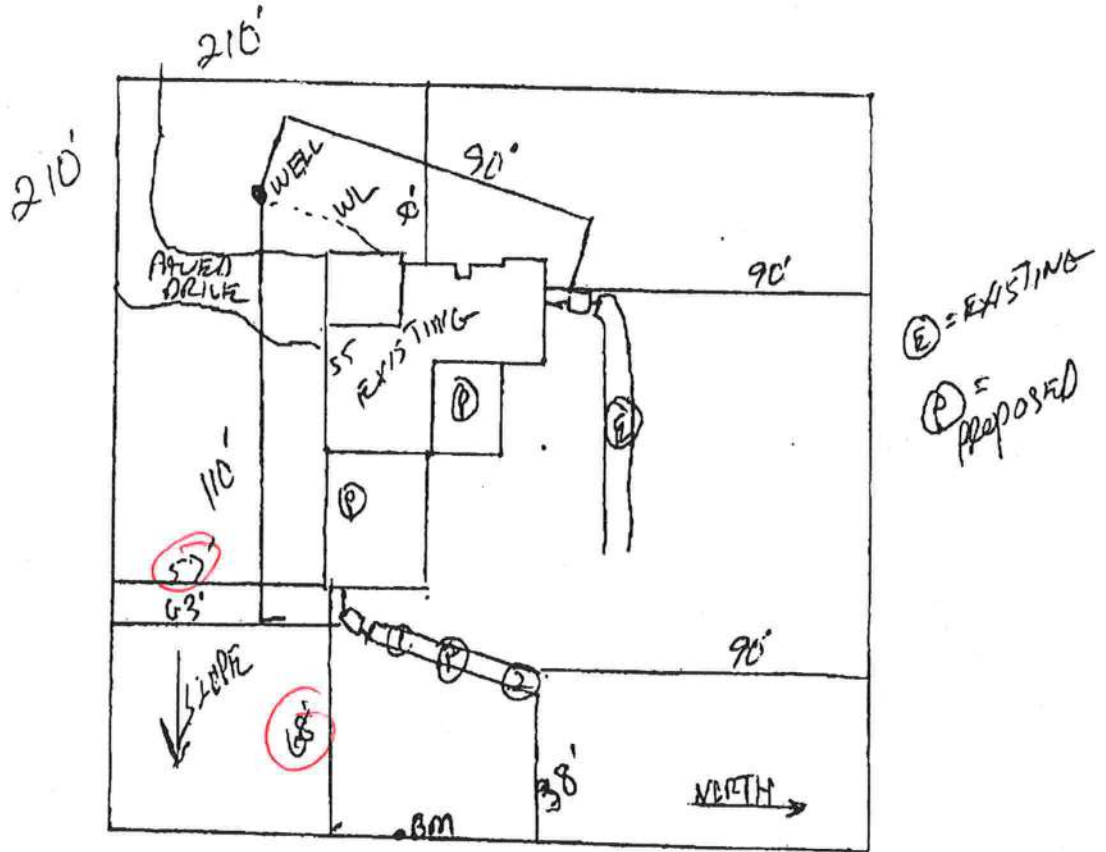 210'
210'
90'
WELL
WL
PAVED
DRIVE
90'
55
EXISTING
E = EXISTING
P =
PROPOSED
P
E
110'
P
57'
63'
90'
SLOPE
1
P
2
68'
38'
NORTH
BM